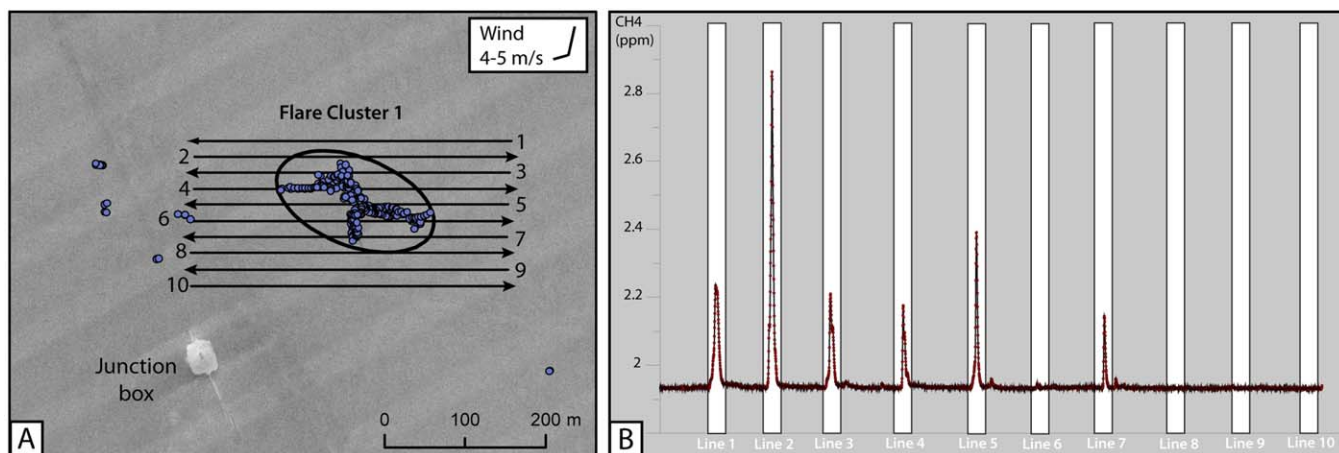 Wind
4-5 m/s
Flare Cluster 1
1
2
3
4
5
6
7
8
9
10
Junction
box
0 100 200 m
A
CH4
(ppm)
2.8
2.6
2.4
2.2
2
Line 1 Line 2 Line 3 Line 4 Line 5 Line 6 Line 7 Line 8 Line 9 Line 10
B